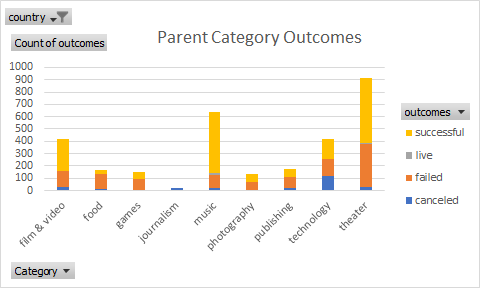 country
Count of outcomes
Parent Category Outcomes
1000
900
800
700
600
500
400
300
200
100
0
film & video
food
games
journalism
music
photography
publishing
technology
theater
outcomes
successful
live
failed
canceled
Category